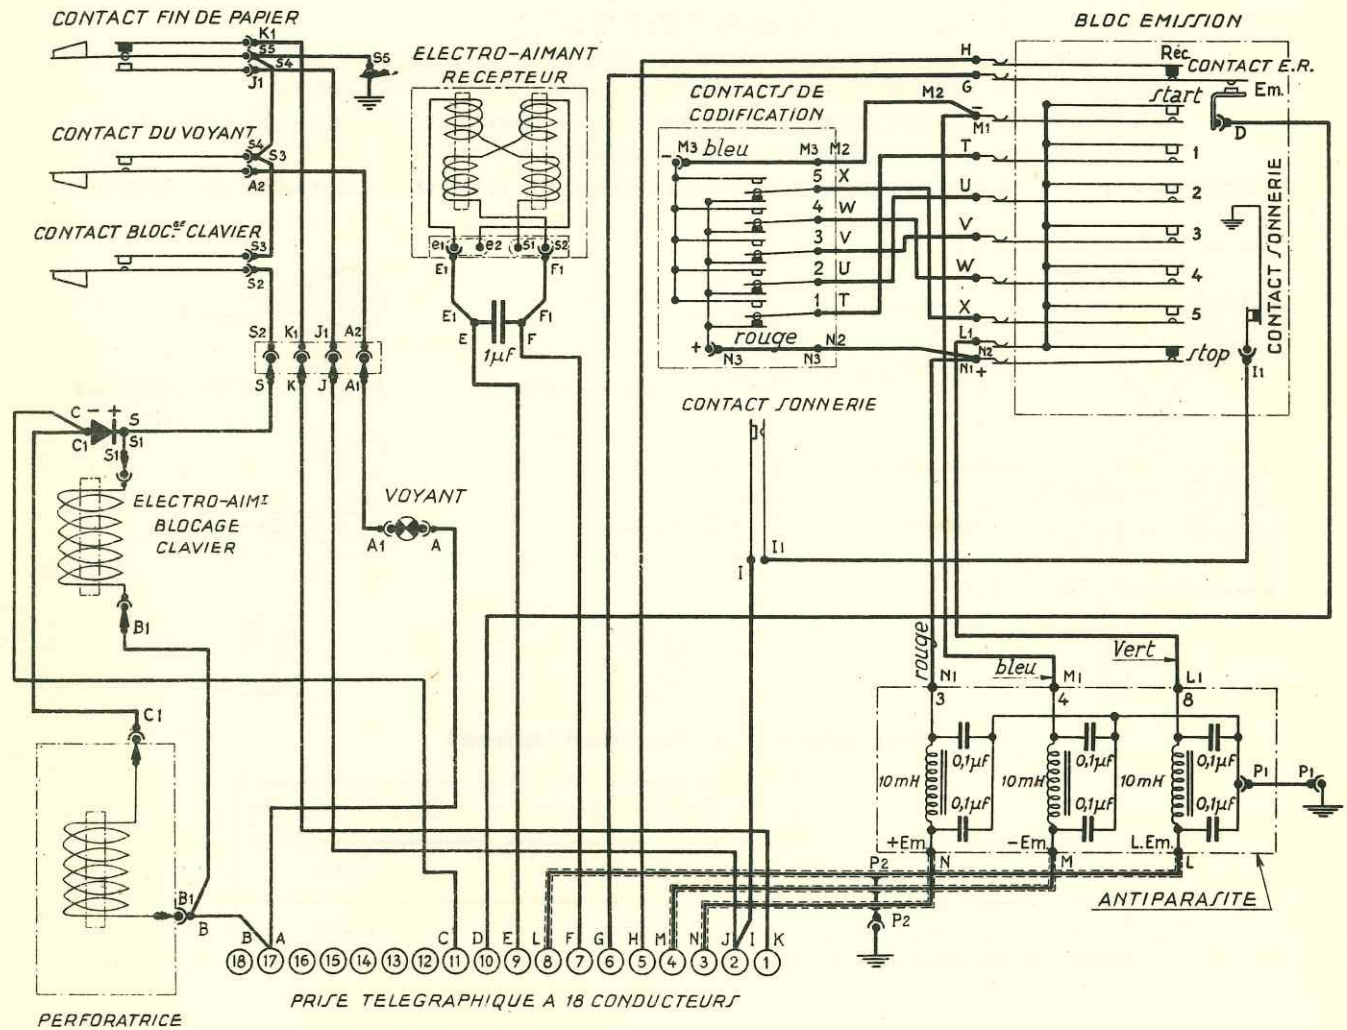 CONTACT FIN DE PAPIER
K1
S5
S4
J1
S5
ELECTRO-AIMANT
RECEPTEUR
e1 e2 s1 s2
E1 F1
E1 F1
E F
1µF
CONTACT DU VOYANT
S4
S3
A2
CONTACT BLOC.GE CLAVIER
S3
S2
S2 K1 J1 A2
S K J A1
CONTACTS DE
CODIFICATION
M2
- M3 bleu M3 M2
5 X
4 W
3 V
2 U
1 T
rouge
+ N3 N3 N2
BLOC EMISSION
H
G
Réc.
CONTACT E.R.
Em.
start
D
-
M1
T 1
U 2
V 3
W 4
X 5
L1
N2
N1 +
stop
CONTACT SONNERIE
I1
CONTACT SONNERIE
I I1
C - + S
C1 S1
S1
ELECTRO-AIMT
BLOCAGE
CLAVIER
B1
VOYANT
A1 A
C1
B1
B
PERFORATRICE
rouge
bleu
Vert
N1 M1 L1
3 4 8
10mH 0,1µF 10mH 0,1µF 10mH 0,1µF
0,1µF 0,1µF 0,1µF
P1 P1
+Em. -Em. L.Em.
N M L
P2
P2
ANTIPARASITE
B A C D E L F G H M N J I K
18 17 16 15 14 13 12 11 10 9 8 7 6 5 4 3 2 1
PRISE TELEGRAPHIQUE A 18 CONDUCTEURS